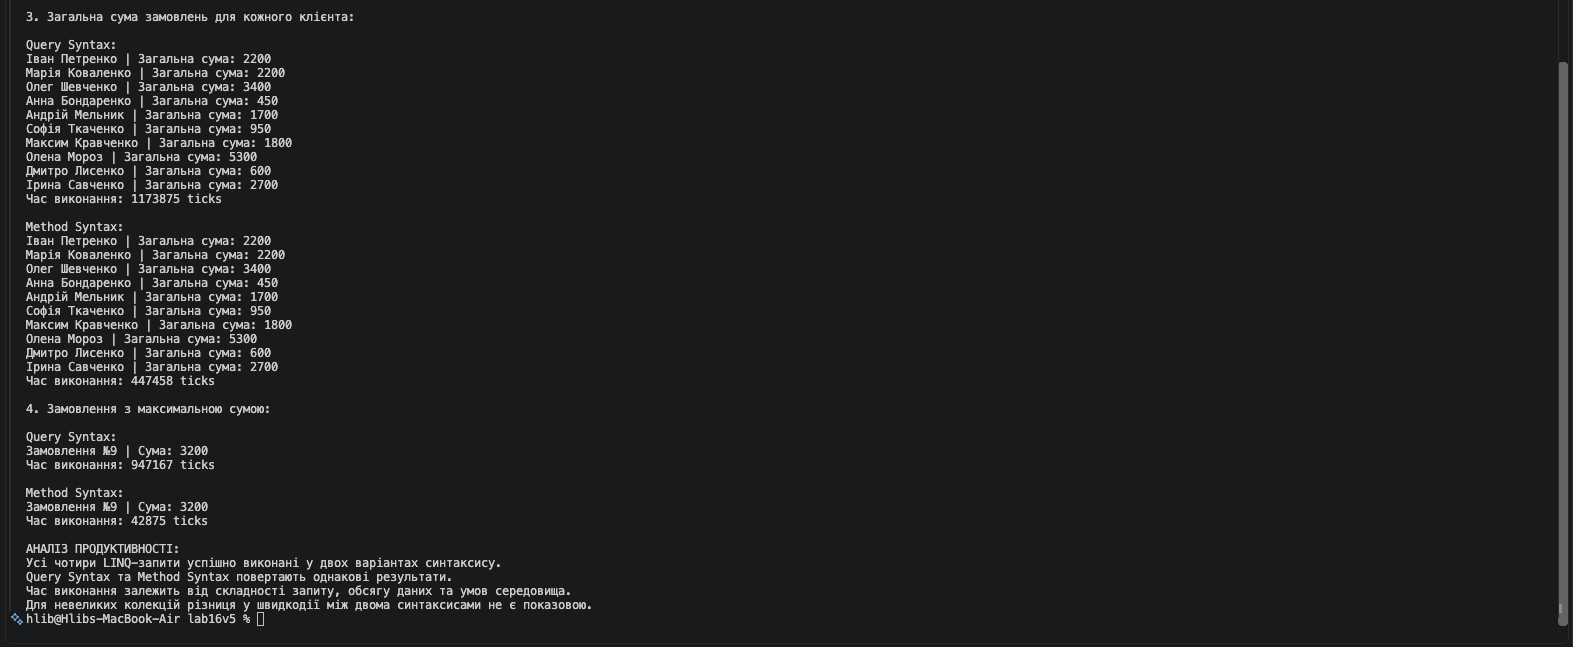 3. Загальна сума замовлень для кожного клієнта:
Query Syntax:
Іван Петренко | Загальна сума: 2200
Марія Коваленко | Загальна сума: 2200
Олег Шевченко | Загальна сума: 3400
Анна Бондаренко | Загальна сума: 450
Андрій Мельник | Загальна сума: 1700
Софія Ткаченко | Загальна сума: 950
Максим Кравченко | Загальна сума: 1800
Олена Мороз | Загальна сума: 5300
Дмитро Лисенко | Загальна сума: 600
Ірина Савченко | Загальна сума: 2700
Час виконання: 1173875 ticks
Method Syntax:
Іван Петренко | Загальна сума: 2200
Марія Коваленко | Загальна сума: 2200
Олег Шевченко | Загальна сума: 3400
Анна Бондаренко | Загальна сума: 450
Андрій Мельник | Загальна сума: 1700
Софія Ткаченко | Загальна сума: 950
Максим Кравченко | Загальна сума: 1800
Олена Мороз | Загальна сума: 5300
Дмитро Лисенко | Загальна сума: 600
Ірина Савченко | Загальна сума: 2700
Час виконання: 447458 ticks
4. Замовлення з максимальною сумою:
Query Syntax:
Замовлення №9 | Сума: 3200
Час виконання: 947167 ticks
Method Syntax:
Замовлення №9 | Сума: 3200
Час виконання: 42875 ticks
АНАЛІЗ ПРОДУКТИВНОСТІ:
Усі чотири LINQ-запити успішно виконані у двох варіантах синтаксису.
Query Syntax та Method Syntax повертають однакові результати.
Час виконання залежить від складності запиту, обсягу даних та умов середовища.
Для невеликих колекцій різниця у швидкодії між двома синтаксисами не є показовою.
hlib@Hlibs-MacBook-Air lab16v5 %